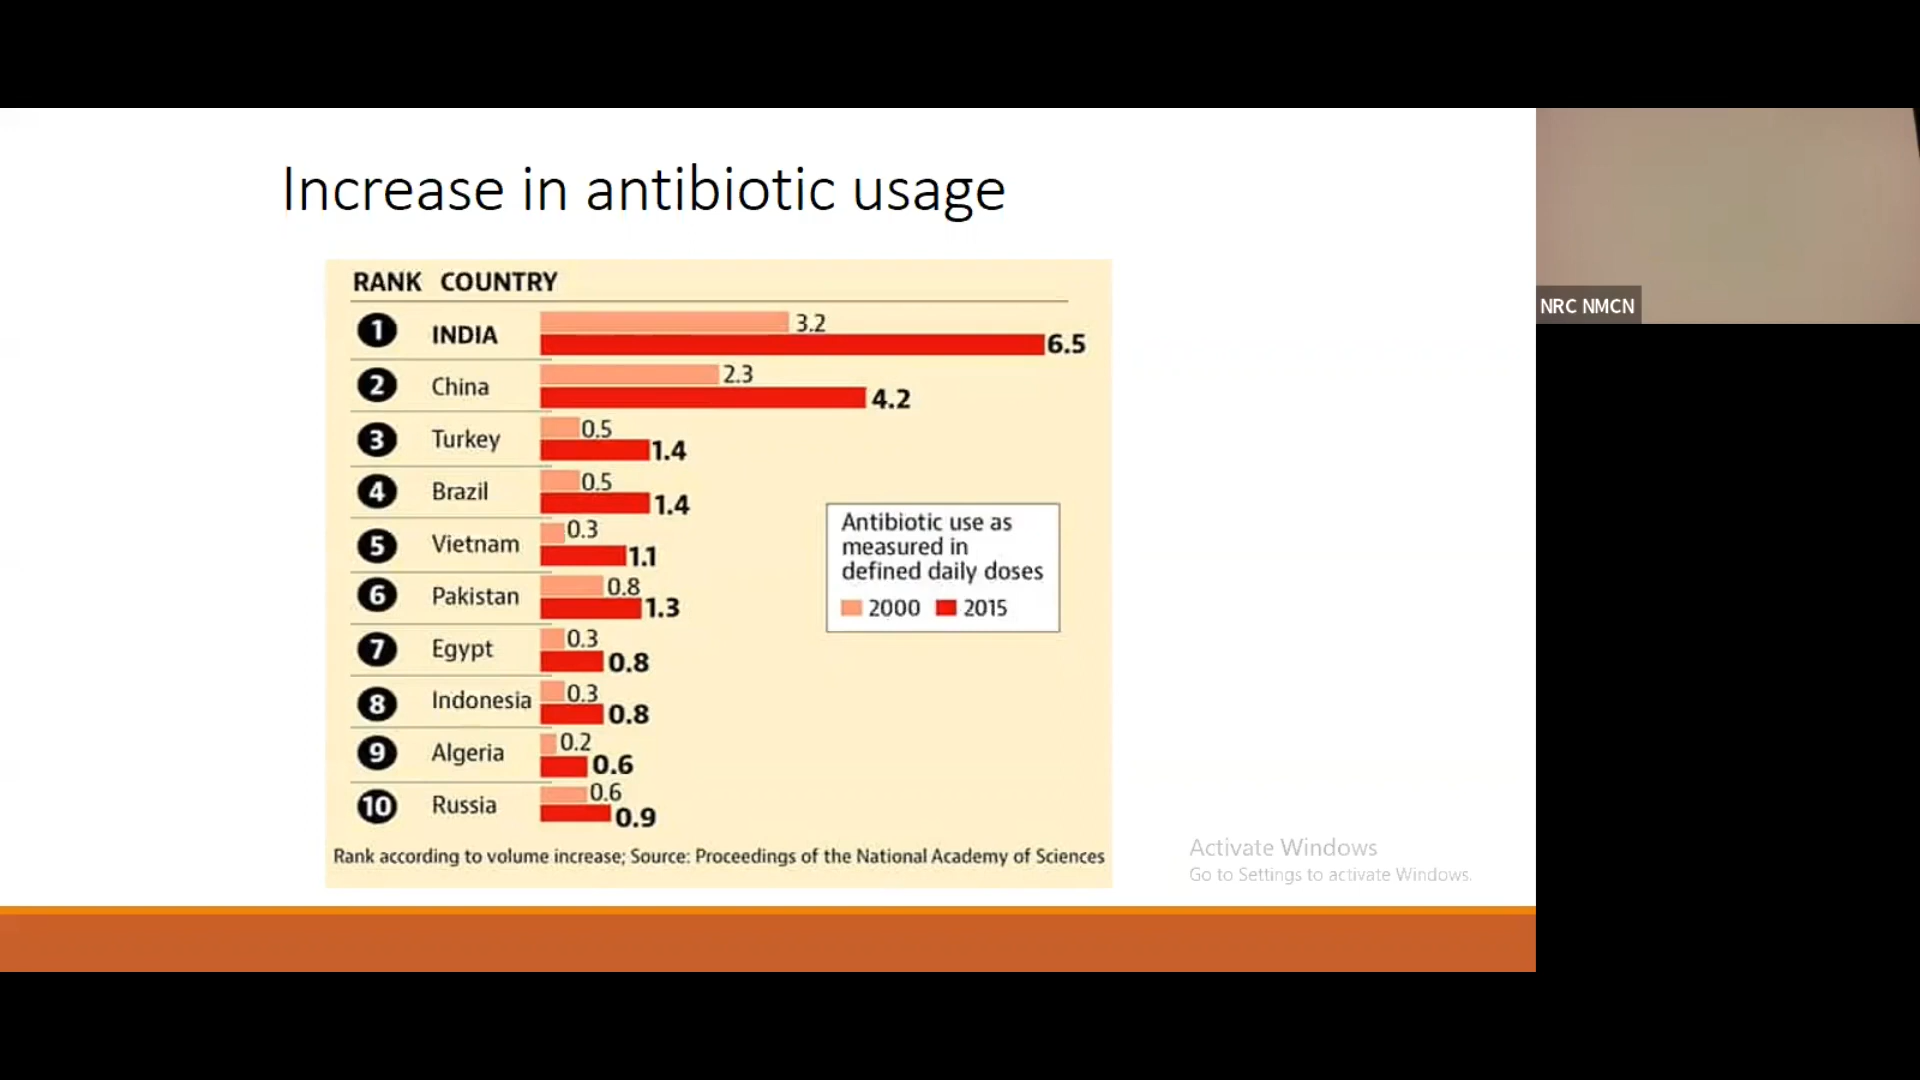 Increase in antibiotic usage
NRC NMCN
RANK COUNTRY
1 INDIA 3.2
6.5
2 China 2.3
4.2
3 Turkey 0.5
1.4
4 Brazil 0.5
1.4
5 Vietnam 0.3
1.1
6 Pakistan 0.8
1.3
7 Egypt 0.3
0.8
8 Indonesia 0.3
0.8
9 Algeria 0.2
0.6
10 Russia 0.6
0.9
Antibiotic use as
measured in
defined daily doses
2000 2015
Rank according to volume increase; Source: Proceedings of the National Academy of Sciences
Activate Windows
Go to Settings to activate Windows.